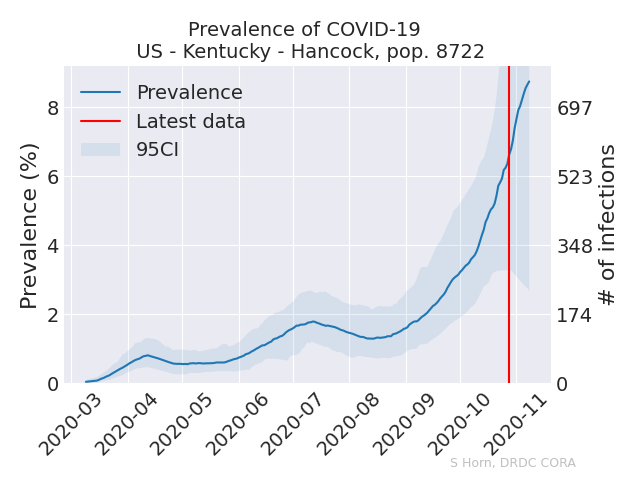 Prevalence of COVID-19
US - Kentucky - Hancock, pop. 8722
Prevalence
Latest data
95CI
Prevalence (%)
8
6
4
2
0
697
523
348
174
0
# of infections
2020-03
2020-04
2020-05
2020-06
2020-07
2020-08
2020-09
2020-10
2020-11
S Horn, DRDC CORA